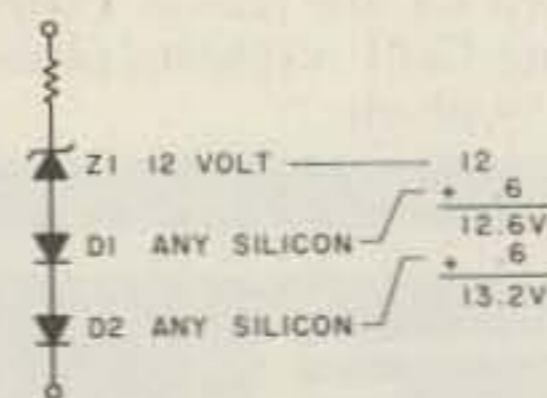 Z1 12 VOLT 12
+ .6
12.6V
D1 ANY SILICON
+ .6
13.2V
D2 ANY SILICON